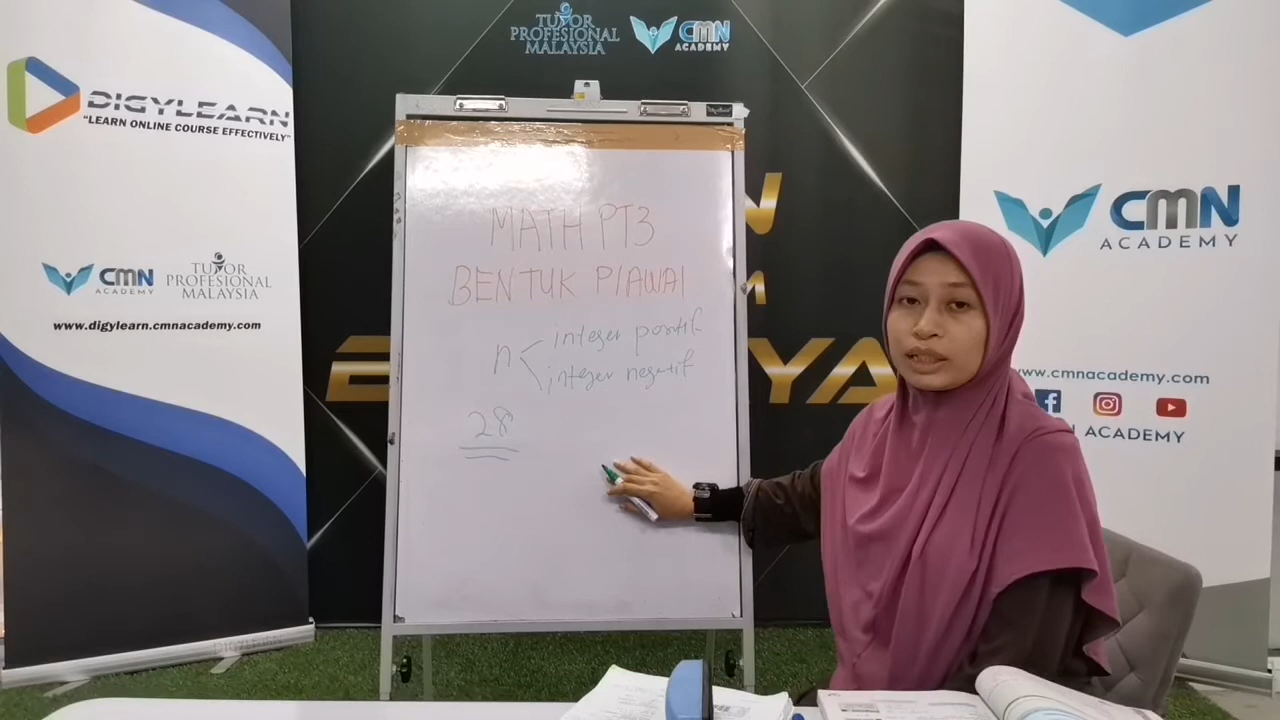 TUTOR
PROFESIONAL
MALAYSIA
CMN
ACADEMY
DIGYLEARN
"LEARN ONLINE COURSE EFFECTIVELY"
CMN
ACADEMY
TUTOR
PROFESIONAL
MALAYSIA
www.digylearn.cmnacademy.com
DIGYLEARN
MATH PT3
BENTUK PIAWAI
n < integer positif
integer negatif
28
CMN
ACADEMY
www.cmnacademy.com
ACADEMY